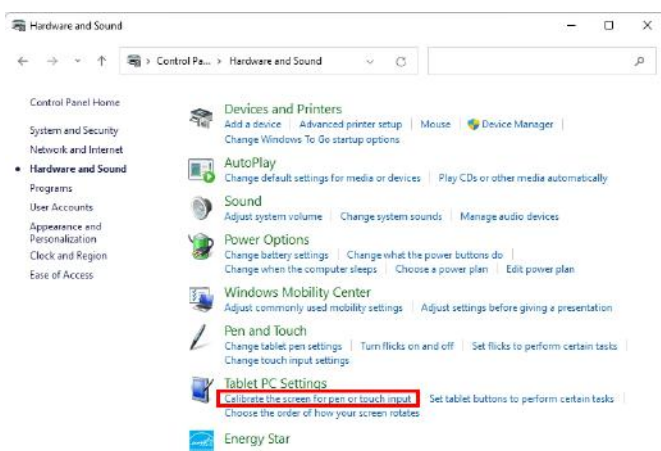 Hardware and Sound
Control Pa... > Hardware and Sound
Control Panel Home
System and Security
Network and Internet
Hardware and Sound
Programs
User Accounts
Appearance and
Personalization
Clock and Region
Ease of Access
Devices and Printers
Add a device | Advanced printer setup | Mouse | Device Manager |
Change Windows To Go startup options
AutoPlay
Change default settings for media or devices | Play CDs or other media automatically
Sound
Adjust system volume | Change system sounds | Manage audio devices
Power Options
Change battery settings | Change what the power buttons do |
Change when the computer sleeps | Choose a power plan | Edit power plan
Windows Mobility Center
Adjust commonly used mobility settings | Adjust settings before giving a presentation
Pen and Touch
Change tablet pen settings | Turn flicks on and off | Set flicks to perform certain tasks |
Change touch input settings
Tablet PC Settings
Calibrate the screen for pen or touch input | Set tablet buttons to perform certain tasks |
Choose the order of how your screen rotates
Energy Star